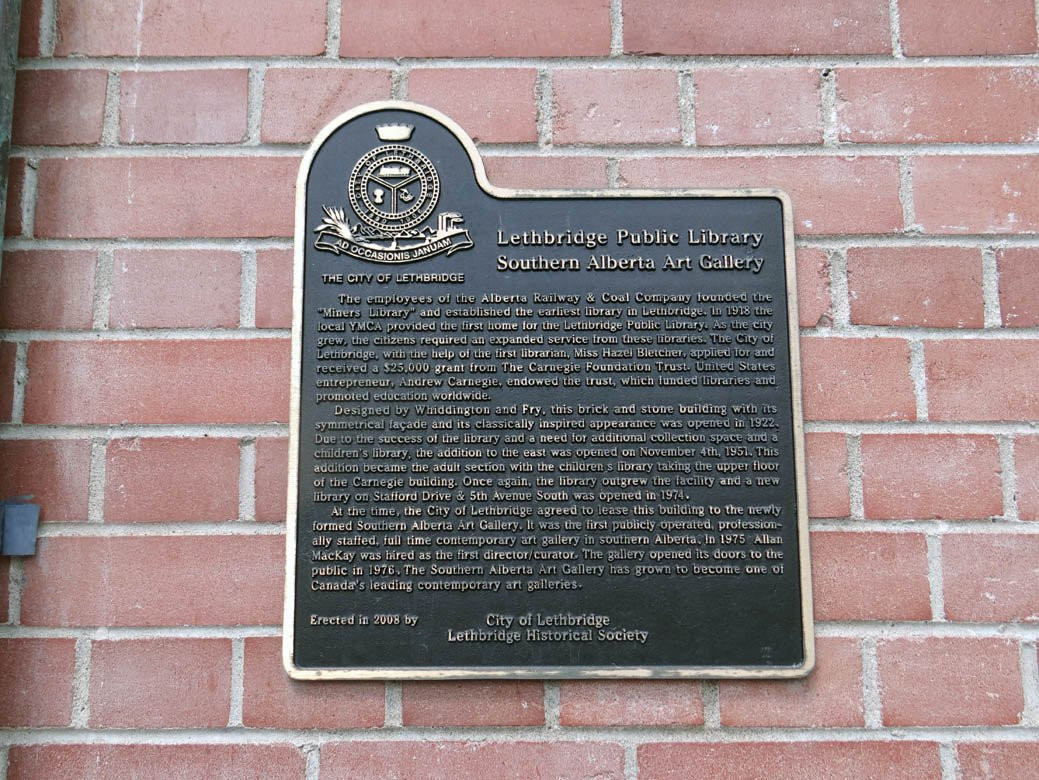 AD OCCASIONIS JANUAM
THE CITY OF LETHBRIDGE
Lethbridge Public Library
Southern Alberta Art Gallery
The employees of the Alberta Railway & Coal Company founded the
"Miners Library" and established the earliest library in Lethbridge. In 1918 the
local YMCA provided the first home for the Lethbridge Public Library. As the city
grew, the citizens required an expanded service from these libraries. The City of
Lethbridge, with the help of the first librarian, Miss Hazel Bletcher, applied for and
received a $25,000 grant from The Carnegie Foundation Trust. United States
entrepreneur, Andrew Carnegie, endowed the trust, which funded libraries and
promoted education worldwide.
Designed by Whiddington and Fry, this brick and stone building with its
symmetrical façade and its classically inspired appearance was opened in 1922.
Due to the success of the library and a need for additional collection space and a
children's library, the addition to the east was opened on November 4th, 1951. This
addition became the adult section with the children's library taking the upper floor
of the Carnegie building. Once again, the library outgrew the facility and a new
library on Stafford Drive & 5th Avenue South was opened in 1974.
At the time, the City of Lethbridge agreed to lease this building to the newly
formed Southern Alberta Art Gallery. It was the first publicly operated, profession-
ally staffed, full time contemporary art gallery in southern Alberta. In 1975 Allan
MacKay was hired as the first director/curator. The gallery opened its doors to the
public in 1976. The Southern Alberta Art Gallery has grown to become one of
Canada's leading contemporary art galleries.
Erected in 2008 by City of Lethbridge
Lethbridge Historical Society